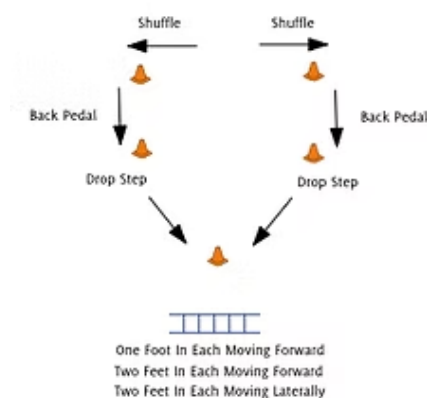 Shuffle Shuffle
Back Pedal Back Pedal
Drop Step Drop Step
One Foot In Each Moving Forward
Two Feet In Each Moving Forward
Two Feet In Each Moving Laterally